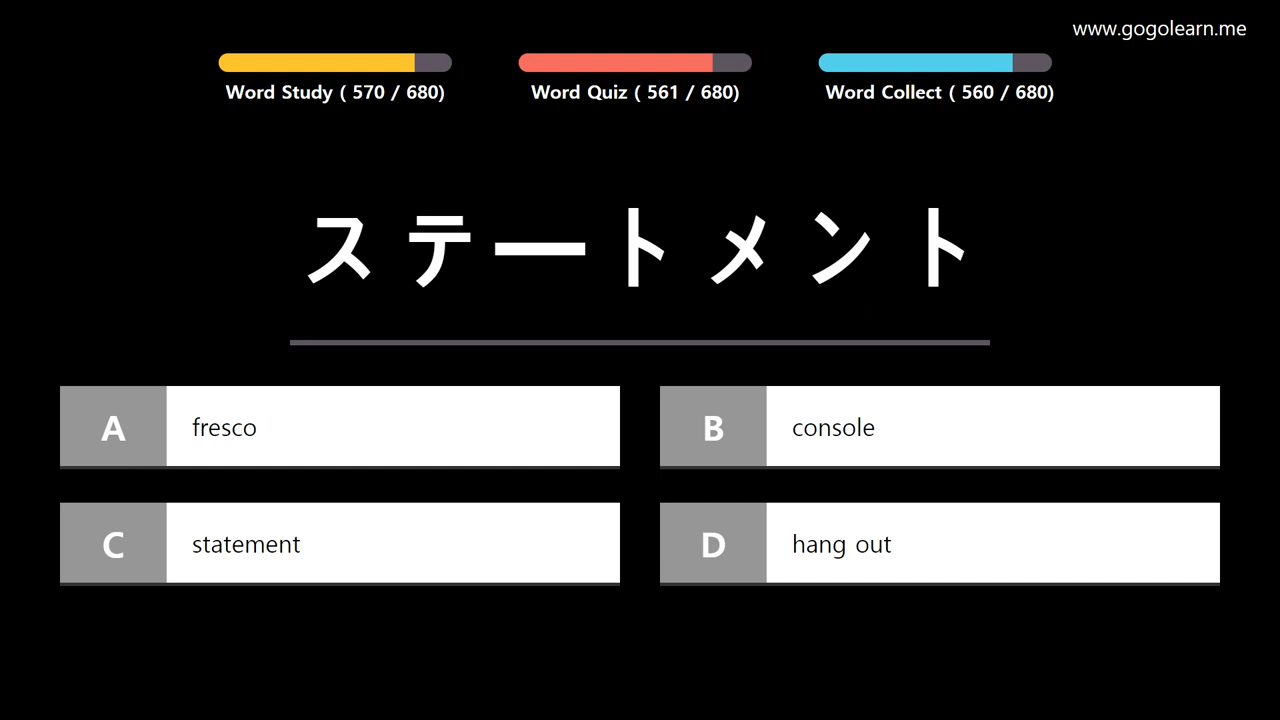 www.gogolearn.me
Word Study ( 570 / 680)
Word Quiz ( 561 / 680)
Word Collect ( 560 / 680)
ステートメント
A fresco
B console
C statement
D hang out